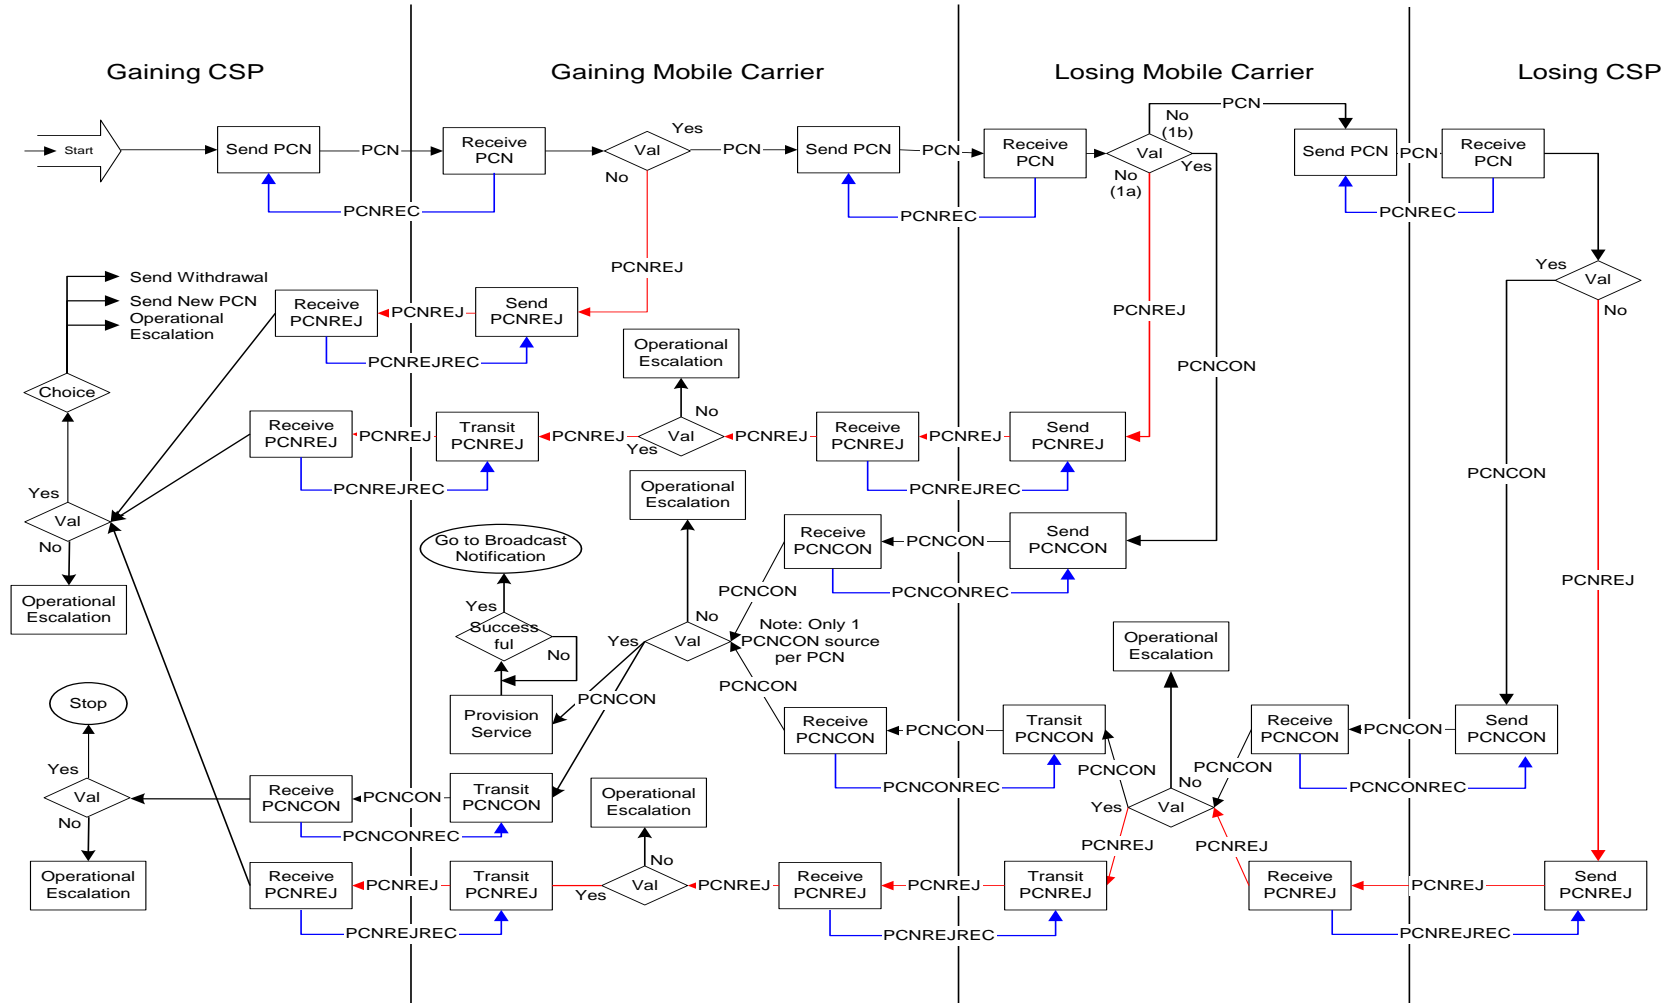 Gaining CSP
Gaining Mobile Carrier
Losing Mobile Carrier
Losing CSP
Start
Send PCN
PCN
Receive
PCN
Val
Yes
No
PCN
Send PCN
PCN
Receive
PCN
Val
No
(1b)
Yes
No
(1a)
PCN
Send PCN
PCN
Receive
PCN
PCNREC
PCNREC
PCNREC
Yes
Val
No
PCNREJ
PCNREJ
PCNCON
PCNCON
PCNREJ
Send Withdrawal
Send New PCN
Operational
Escalation
Choice
Receive
PCNREJ
PCNREJ
Send
PCNREJ
PCNREJREC
Operational
Escalation
No
Receive
PCNREJ
PCNREJ
Transit
PCNREJ
PCNREJ
Val
Yes
PCNREJ
Receive
PCNREJ
PCNREJ
Send
PCNREJ
PCNREJREC
PCNREJREC
Yes
Val
No
Operational
Escalation
Operational
Escalation
Go to Broadcast
Notification
Receive
PCNCON
PCNCON
Send
PCNCON
PCNCONREC
PCNCON
Yes
Success
ful
No
No
Yes
Val
Note: Only 1
PCNCON source
per PCN
PCNCON
PCNCON
Provision
Service
Receive
PCNCON
PCNCON
Transit
PCNCON
PCNCONREC
Operational
Escalation
No
PCNCON
Yes
Val
PCNREJ
PCNCON
PCNREJ
Receive
PCNCON
PCNCON
Send
PCNCON
PCNCONREC
Stop
Yes
Val
No
Operational
Escalation
Receive
PCNCON
PCNCON
Transit
PCNCON
PCNCONREC
Operational
Escalation
No
Receive
PCNREJ
PCNREJ
Transit
PCNREJ
Yes
Val
PCNREJ
Receive
PCNREJ
PCNREJ
Transit
PCNREJ
Receive
PCNREJ
PCNREJ
Send
PCNREJ
PCNREJREC
PCNREJREC
PCNREJREC